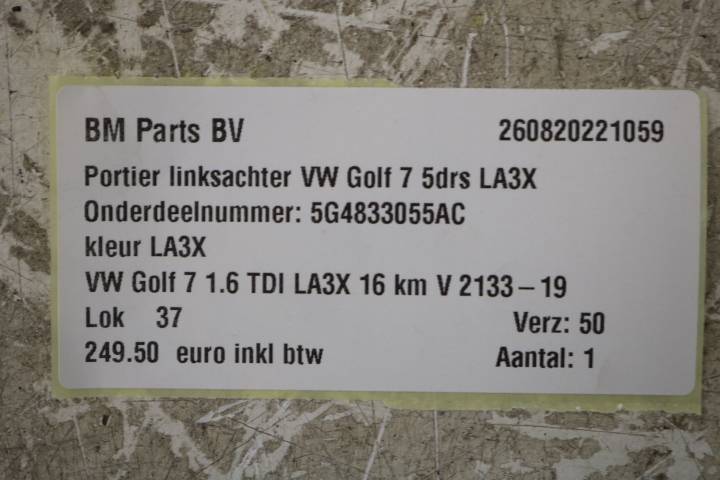 BM Parts BV 260820221059
Portier linksachter VW Golf 7 5drs LA3X
Onderdeelnummer: 5G4833055AC
kleur LA3X
VW Golf 7 1.6 TDI LA3X 16 km V 2133-19
Lok 37 Verz: 50
249.50 euro inkl btw Aantal: 1